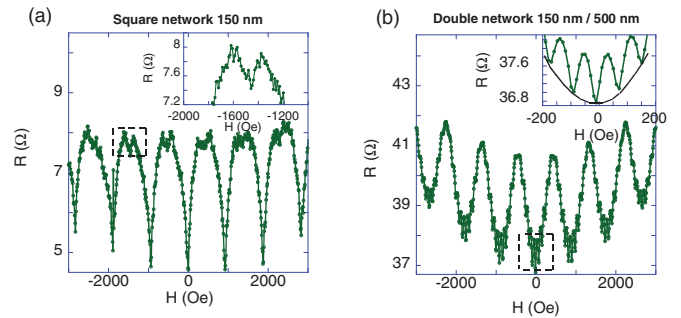 (a)
Square network 150 nm
R (Ω)
9
7
5
-2000
0
2000
H (Oe)
R (Ω)
8
7.6
7.2
-2000
-1600
-1200
H (Oe)
(b)
Double network 150 nm / 500 nm
R (Ω)
43
41
39
37
-2000
0
2000
H (Oe)
R (Ω)
37.6
36.8
-200
0
200
H (Oe)